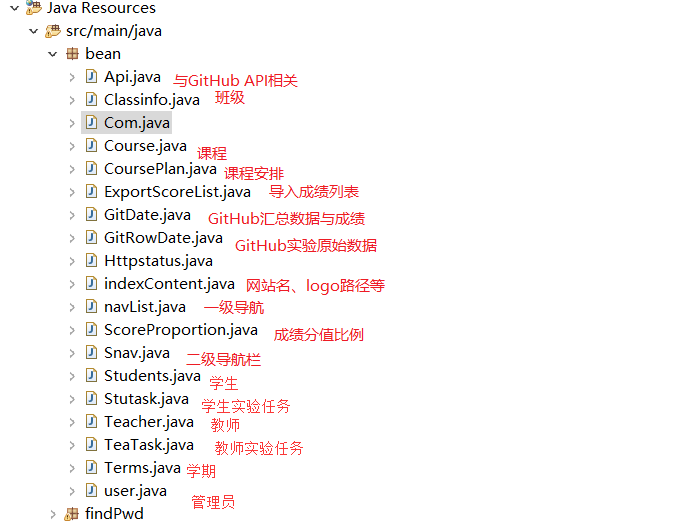 Java Resources
src/main/java
bean
Api.java 与GitHub API相关
Classinfo.java 班级
Com.java
Course.java 课程
CoursePlan.java 课程安排
ExportScoreList.java 导入成绩列表
GitDate.java GitHub汇总数据与成绩
GitRowDate.java GitHub实验原始数据
Httpstatus.java
indexContent.java 网站名、logo路径等
navList.java 一级导航
ScoreProportion.java 成绩分值比例
Snav.java 二级导航栏
Students.java 学生
Stutask.java 学生实验任务
Teacher.java 教师
TeaTask.java 教师实验任务
Terms.java 学期
user.java 管理员
findPwd